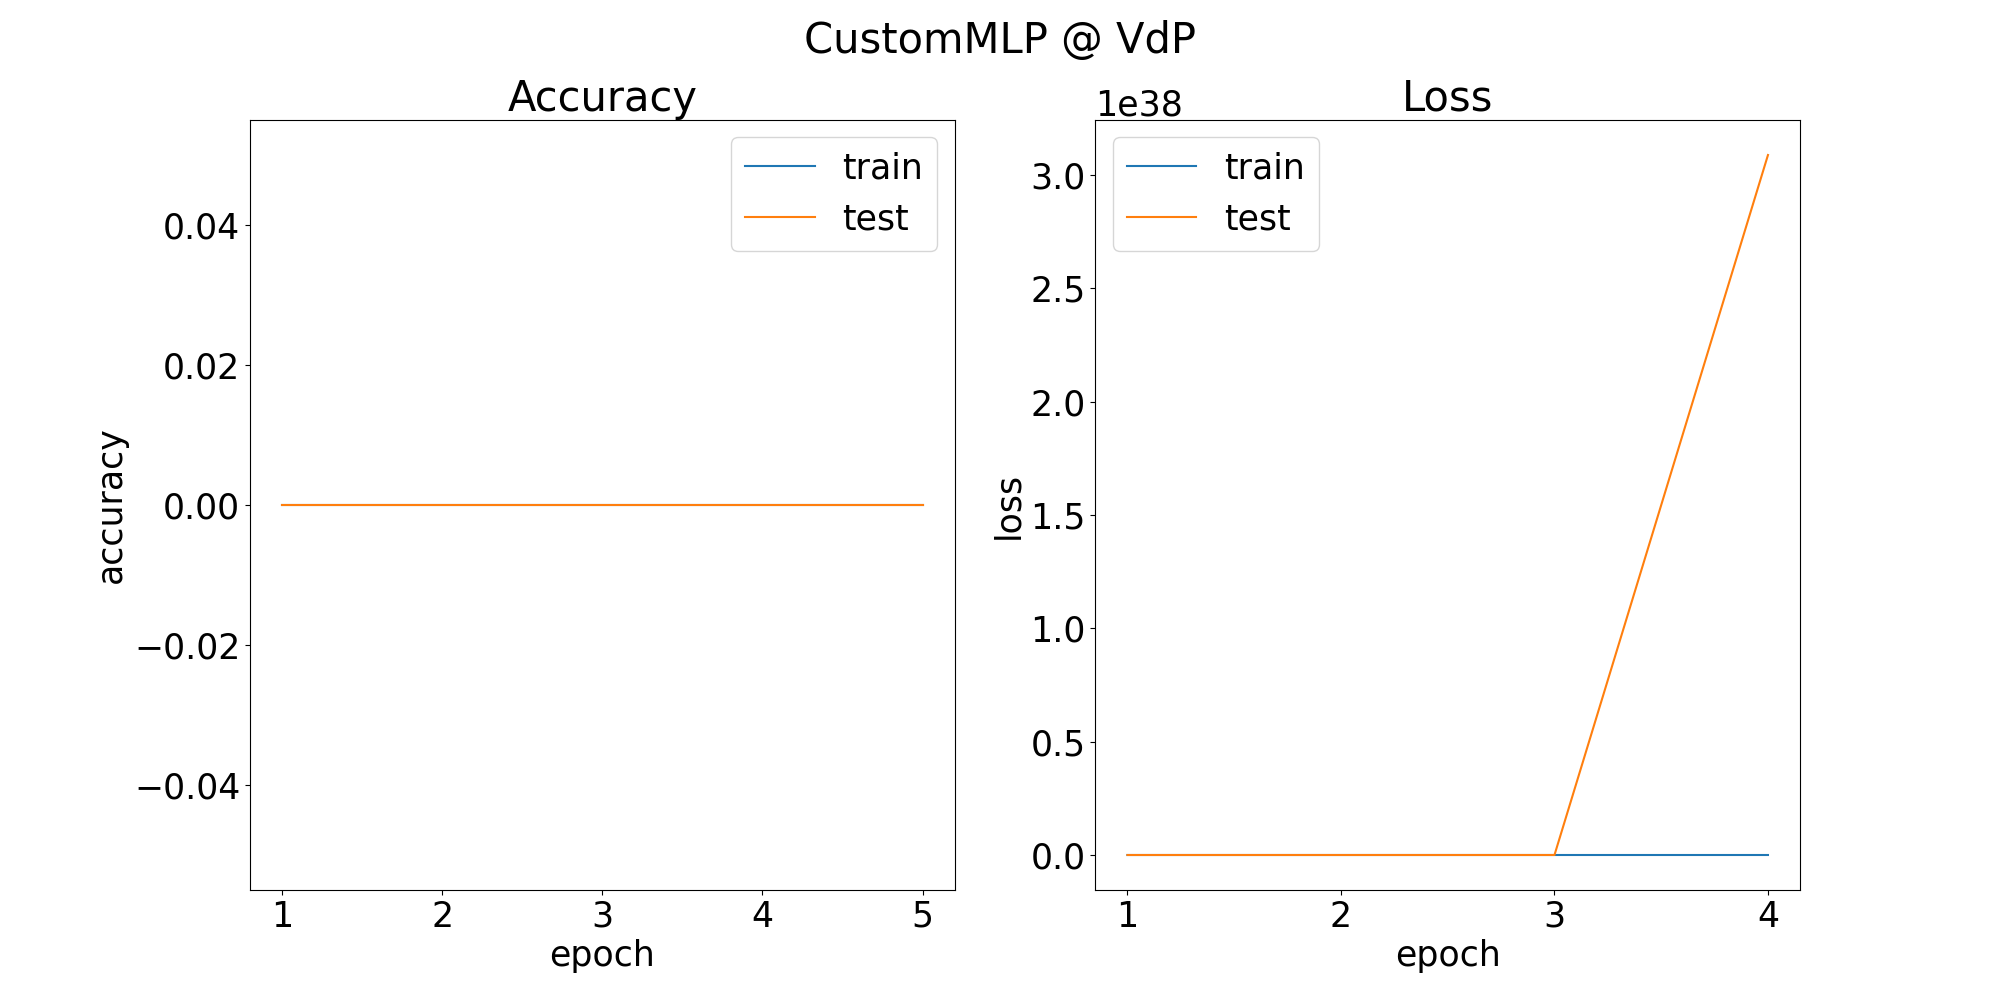 CustomMLP @ VdP
Accuracy
train
test
0.04
0.02
0.00
−0.02
−0.04
accuracy
1 2 3 4 5
epoch
Loss
1e38
train
test
3.0
2.5
2.0
1.5
1.0
0.5
0.0
loss
1 2 3 4
epoch